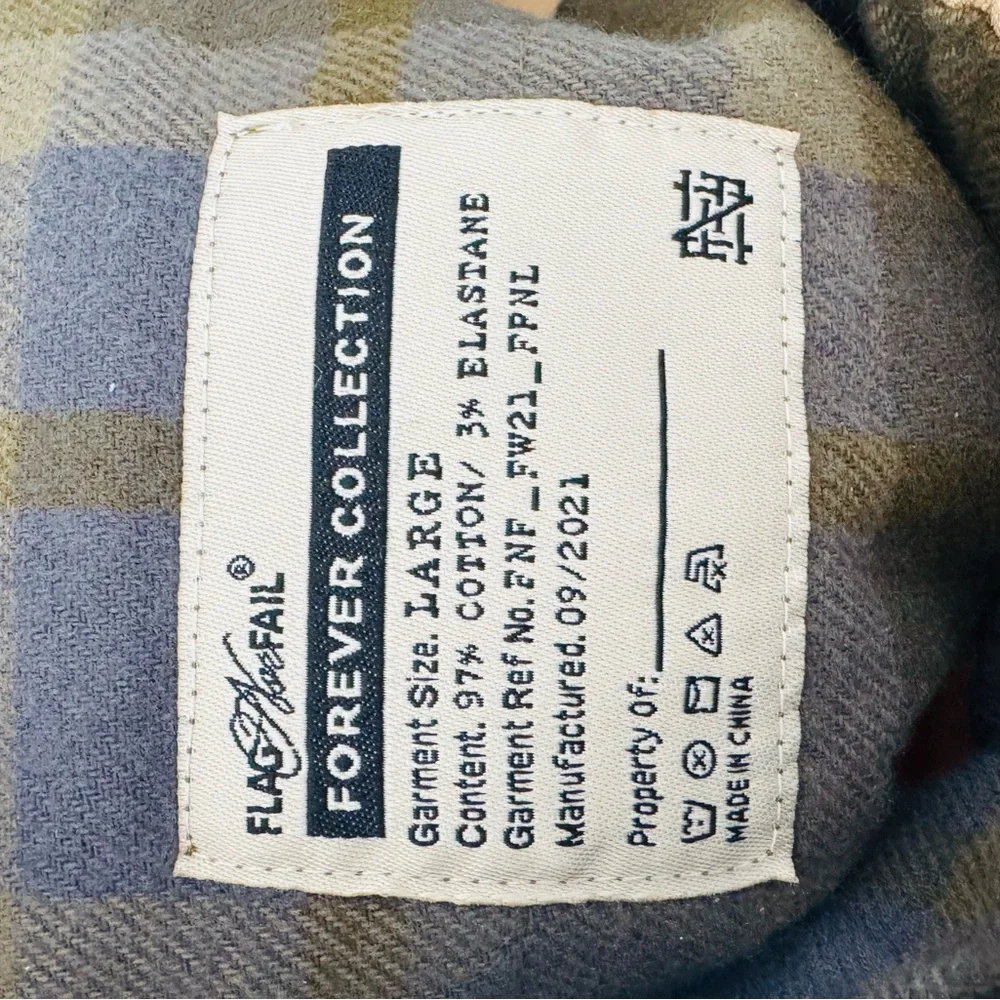 FLAG Nor FAIL®
FOREVER COLLECTION
Garment Size. LARGE
Content. 97% COTTON/ 3% ELASTANE
Garment Ref No. FNF_FW21_FPNL
Manufactured. 09/2021
Property Of:
MADE IN CHINA